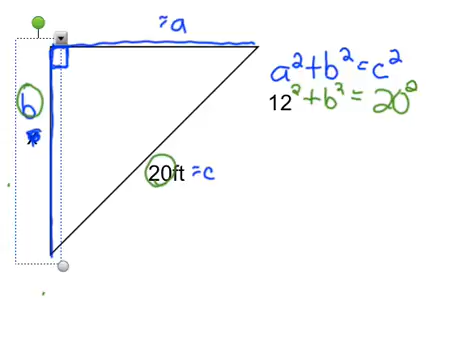 =a
a²+b²=c²
12²+b²=20²
b
20ft =c